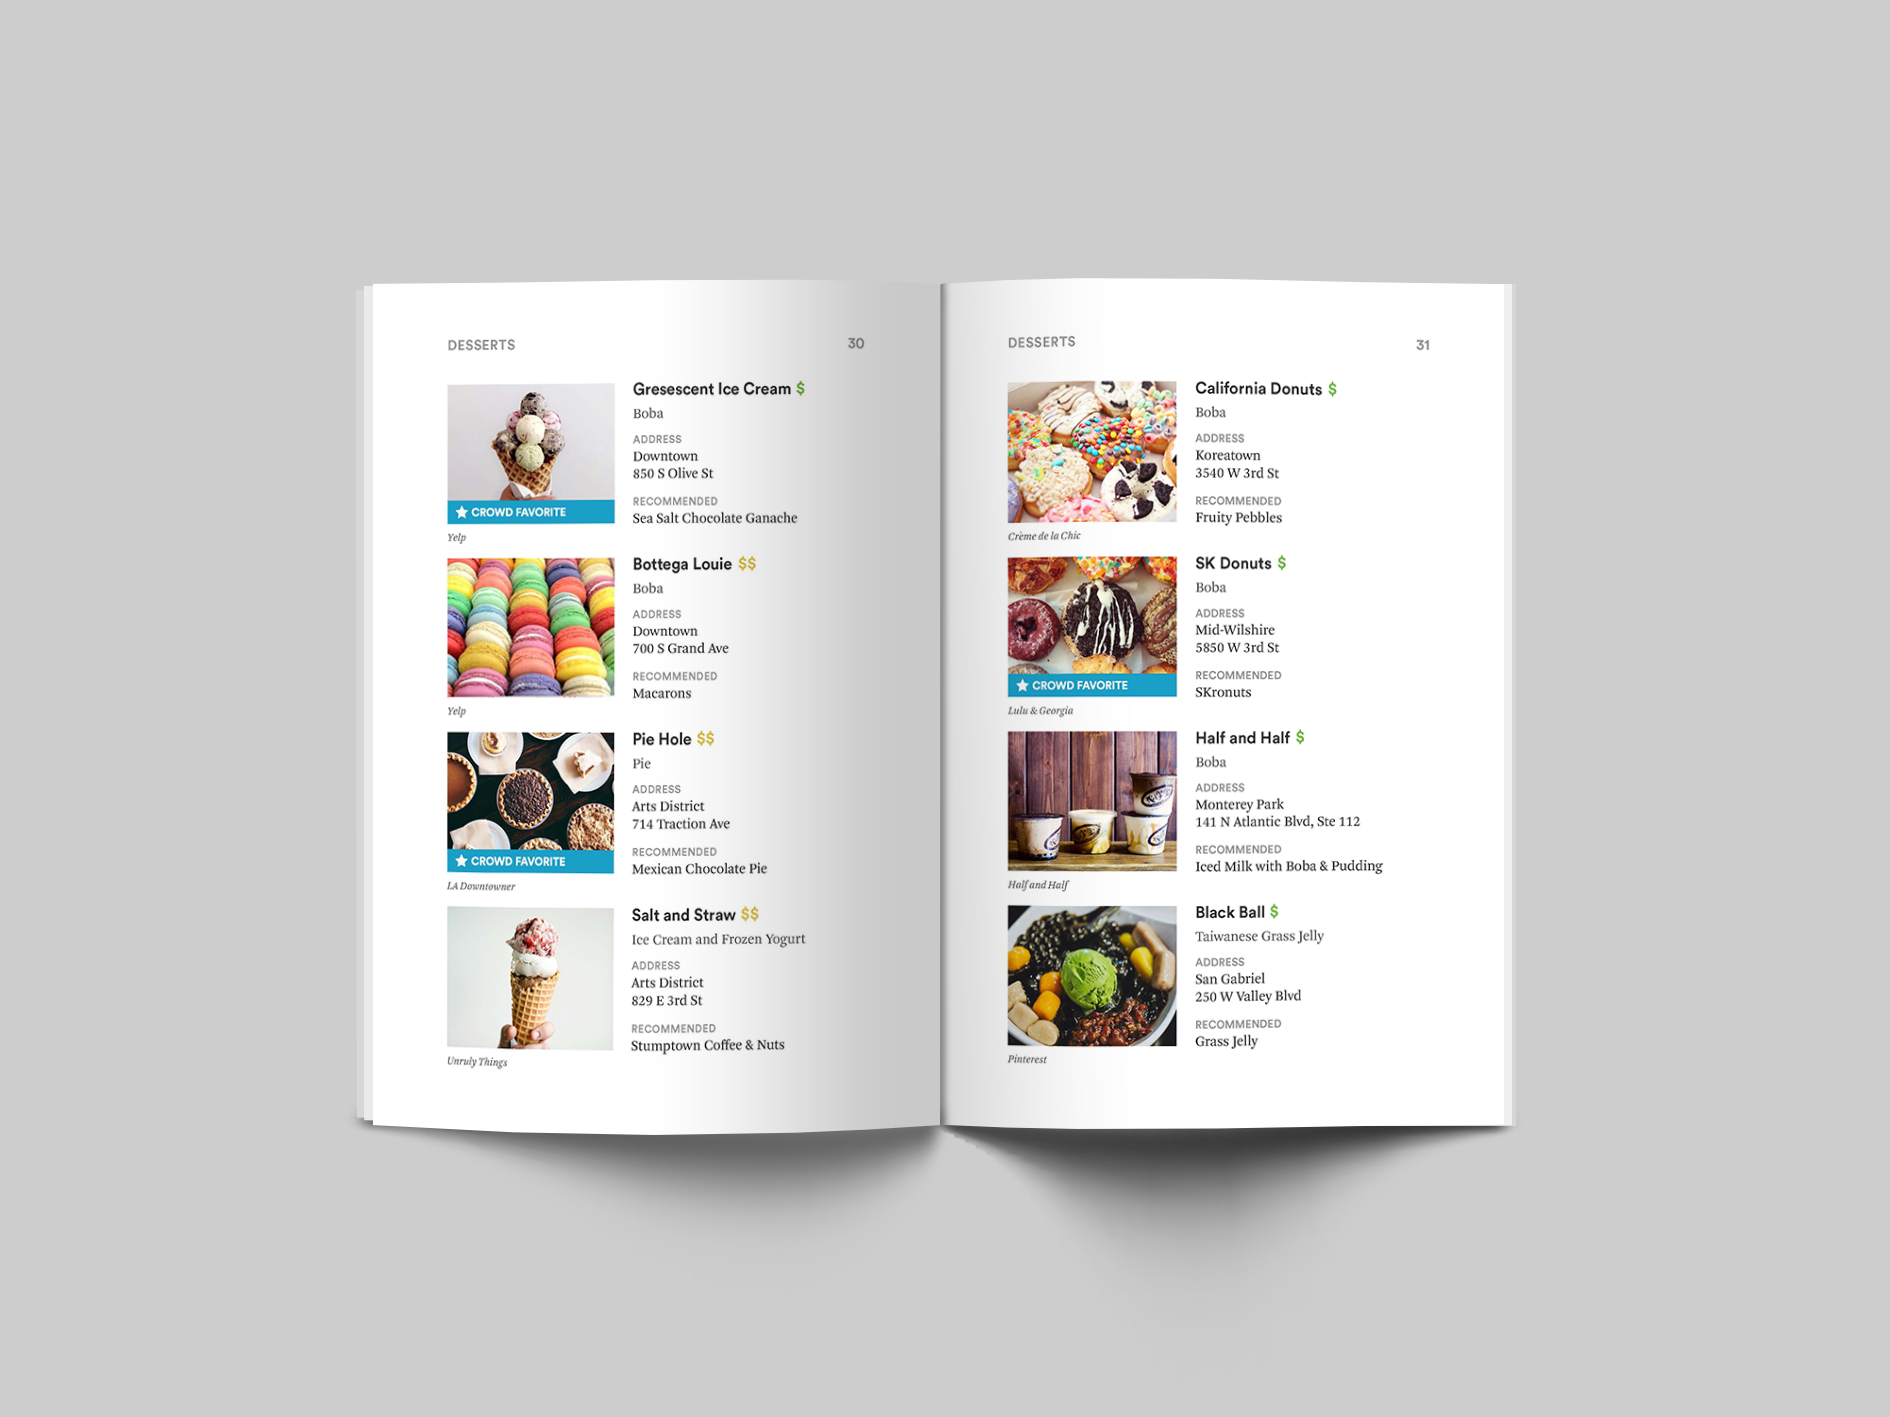 DESSERTS
30
Gresescent Ice Cream $
Boba
ADDRESS
Downtown
850 S Olive St
RECOMMENDED
Sea Salt Chocolate Ganache
★ CROWD FAVORITE
Yelp
Bottega Louie $$
Boba
ADDRESS
Downtown
700 S Grand Ave
RECOMMENDED
Macarons
Yelp
Pie Hole $$
Pie
ADDRESS
Arts District
714 Traction Ave
RECOMMENDED
Mexican Chocolate Pie
★ CROWD FAVORITE
LA Downtowner
Salt and Straw $$
Ice Cream and Frozen Yogurt
ADDRESS
Arts District
829 E 3rd St
RECOMMENDED
Stumptown Coffee & Nuts
Unruly Things
DESSERTS
31
California Donuts $
Boba
ADDRESS
Koreatown
3540 W 3rd St
RECOMMENDED
Fruity Pebbles
Crème de la Chic
SK Donuts $
Boba
ADDRESS
Mid-Wilshire
5850 W 3rd St
RECOMMENDED
SKronuts
★ CROWD FAVORITE
Lulu & Georgia
Half and Half $
Boba
ADDRESS
Monterey Park
141 N Atlantic Blvd, Ste 112
RECOMMENDED
Iced Milk with Boba & Pudding
Half and Half
Black Ball $
Taiwanese Grass Jelly
ADDRESS
San Gabriel
250 W Valley Blvd
RECOMMENDED
Grass Jelly
Pinterest